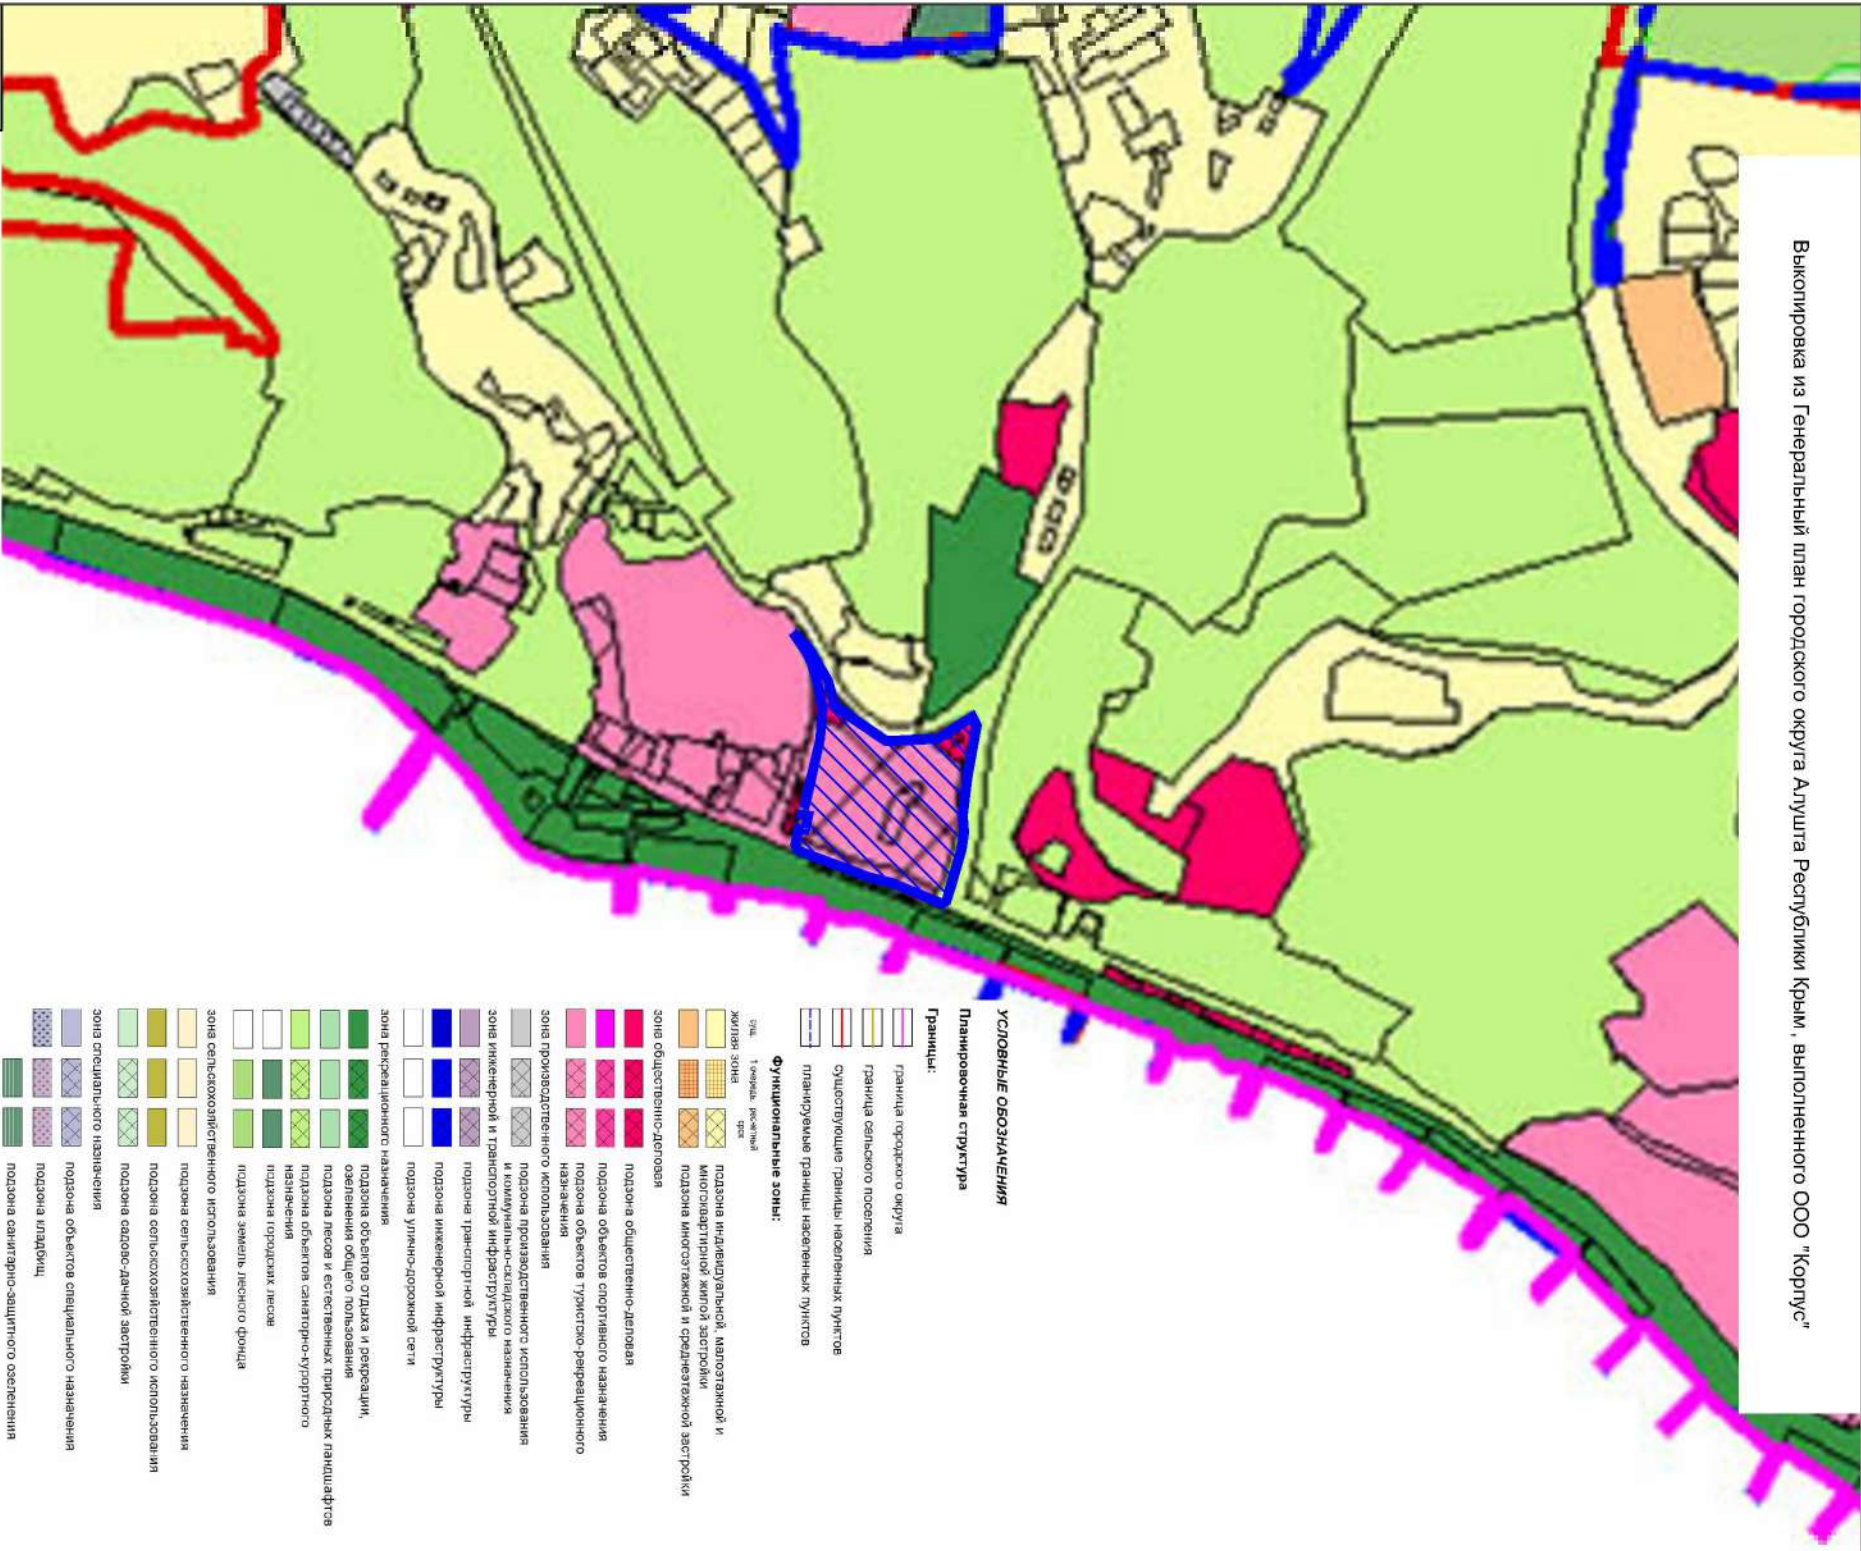 Выкопировка из Генеральный план городского округа Алушта Республики Крым , выполненного ООО "Корпус"
УСЛОВНЫЕ ОБОЗНАЧЕНИЯ
Планировочная структура
Границы:
граница городского округа
граница сельского поселения
существующие границы населенных пунктов
планируемые границы населенных пунктов
Функциональные зоны:
сущ. 1 очередь расчетный
срок
жилая зона
подзона индивидуальной, малоэтажной и
многоквартирной жилой застройки
подзона многоэтажной и среднеэтажной застройки
зона общественно-деловая
подзона общественно-деловая
подзона объектов спортивного назначения
подзона объектов туристско-рекреационного
назначения
зона производственного использования
подзона производственного использования
и коммунально-складского назначения
зона инженерной и транспортной инфраструктуры
подзона транспортной инфраструктуры
подзона инженерной инфраструктуры
подзона улично-дорожной сети
зона рекреационного назначения
подзона объектов отдыха и рекреации,
озеленения общего пользования
подзона лесов и естественных природных ландшафтов
подзона объектов санаторно-курортного
назначения
подзона городских лесов
подзона земель лесного фонда
зона сельскохозяйственного использования
подзона сельскохозяйственного назначения
подзона сельскохозяйственного использования
подзона садово-дачной застройки
зона специального назначения
подзона объектов специального назначения
подзона кладбищ
подзона санитарно-защитного озеленения